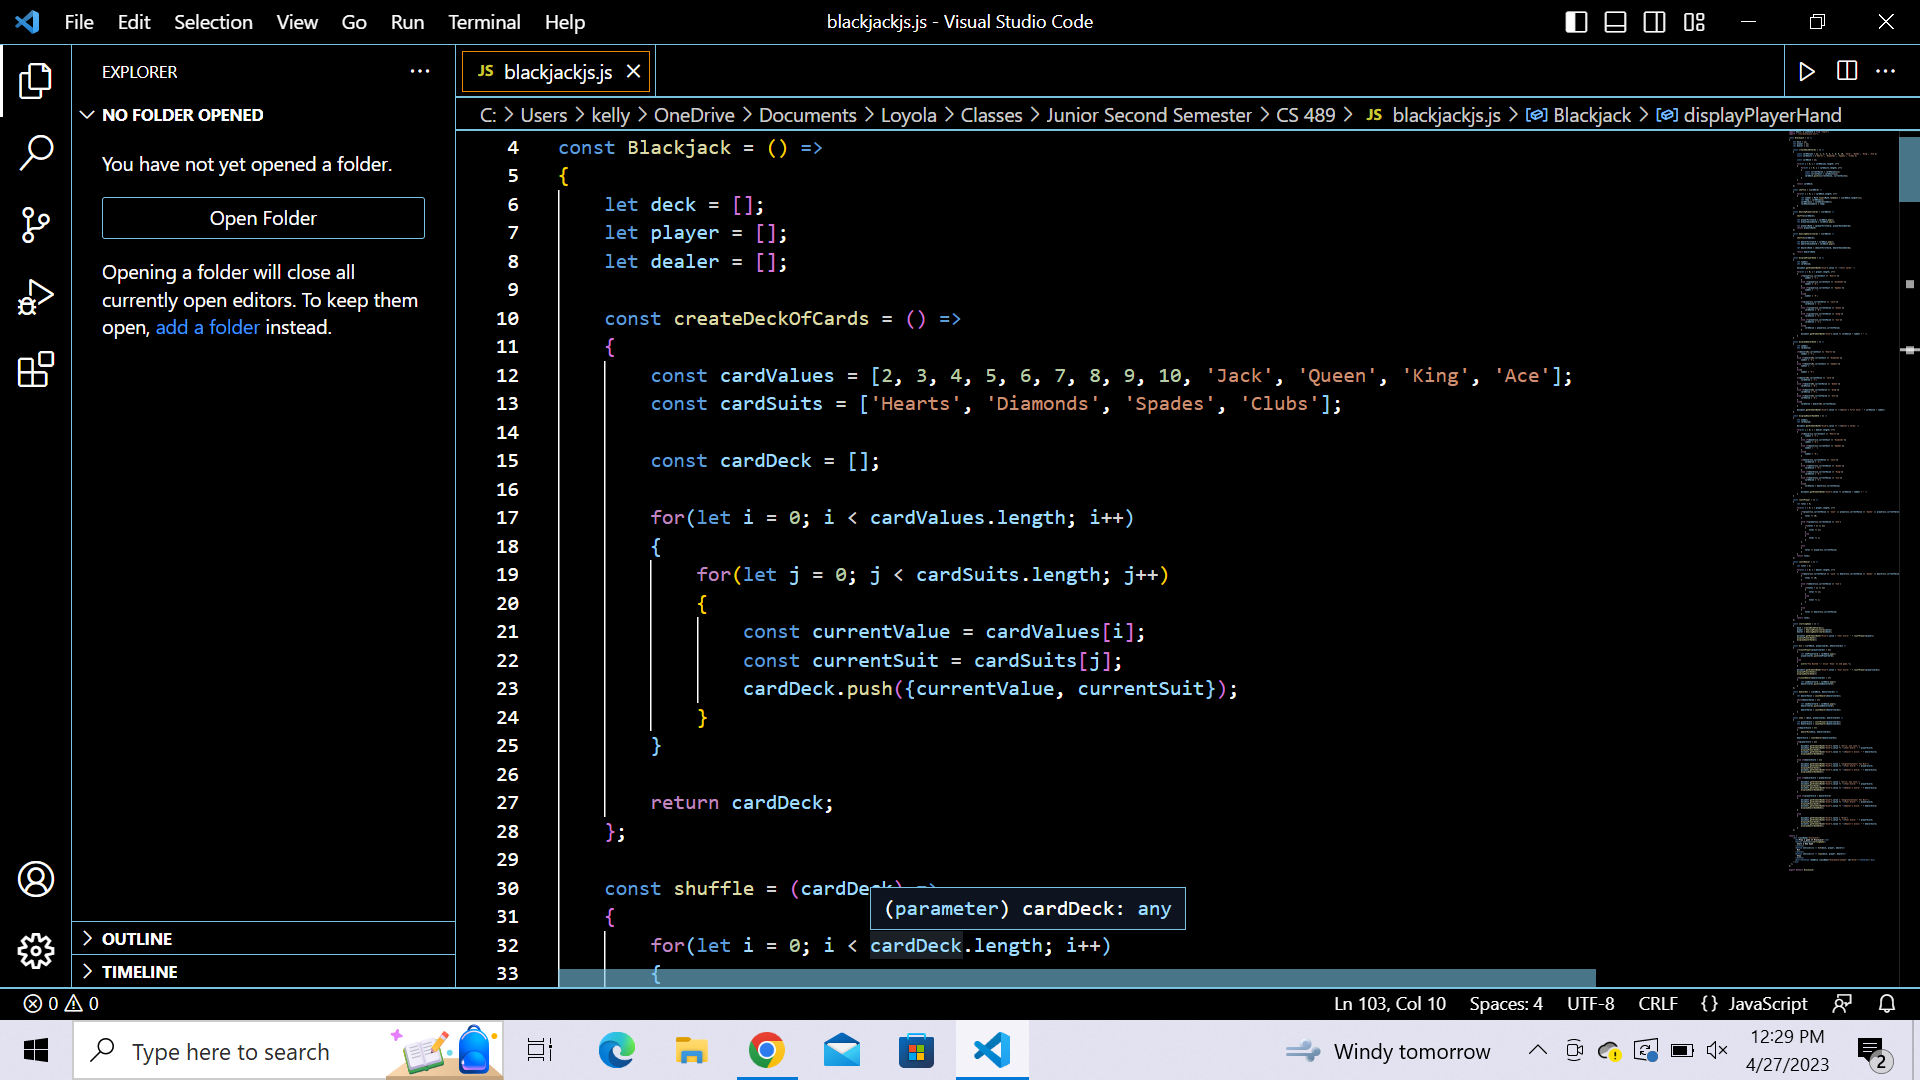 File Edit Selection View Go Run Terminal Help
blackjackjs.js - Visual Studio Code
EXPLORER
NO FOLDER OPENED
You have not yet opened a folder.
Open Folder
Opening a folder will close all
currently open editors. To keep them
open, add a folder instead.
OUTLINE
TIMELINE
JS blackjackjs.js
C: > Users > kelly > OneDrive > Documents > Loyola > Classes > Junior Second Semester > CS 489 > JS blackjackjs.js > Blackjack > displayPlayerHand
4 const Blackjack = () =>
5 {
6 let deck = [];
7 let player = [];
8 let dealer = [];
9
10 const createDeckOfCards = () =>
11 {
12 const cardValues = [2, 3, 4, 5, 6, 7, 8, 9, 10, 'Jack', 'Queen', 'King', 'Ace'];
13 const cardSuits = ['Hearts', 'Diamonds', 'Spades', 'Clubs'];
14
15 const cardDeck = [];
16
17 for(let i = 0; i < cardValues.length; i++)
18 {
19 for(let j = 0; j < cardSuits.length; j++)
20 {
21 const currentValue = cardValues[i];
22 const currentSuit = cardSuits[j];
23 cardDeck.push({currentValue, currentSuit});
24 }
25 }
26
27 return cardDeck;
28 };
29
30 const shuffle = (cardDeck) =>
31 {
(parameter) cardDeck: any
32 for(let i = 0; i < cardDeck.length; i++)
33 {
0 0
Ln 103, Col 10 Spaces: 4 UTF-8 CRLF {} JavaScript
Type here to search
Windy tomorrow
12:29 PM
4/27/2023
2